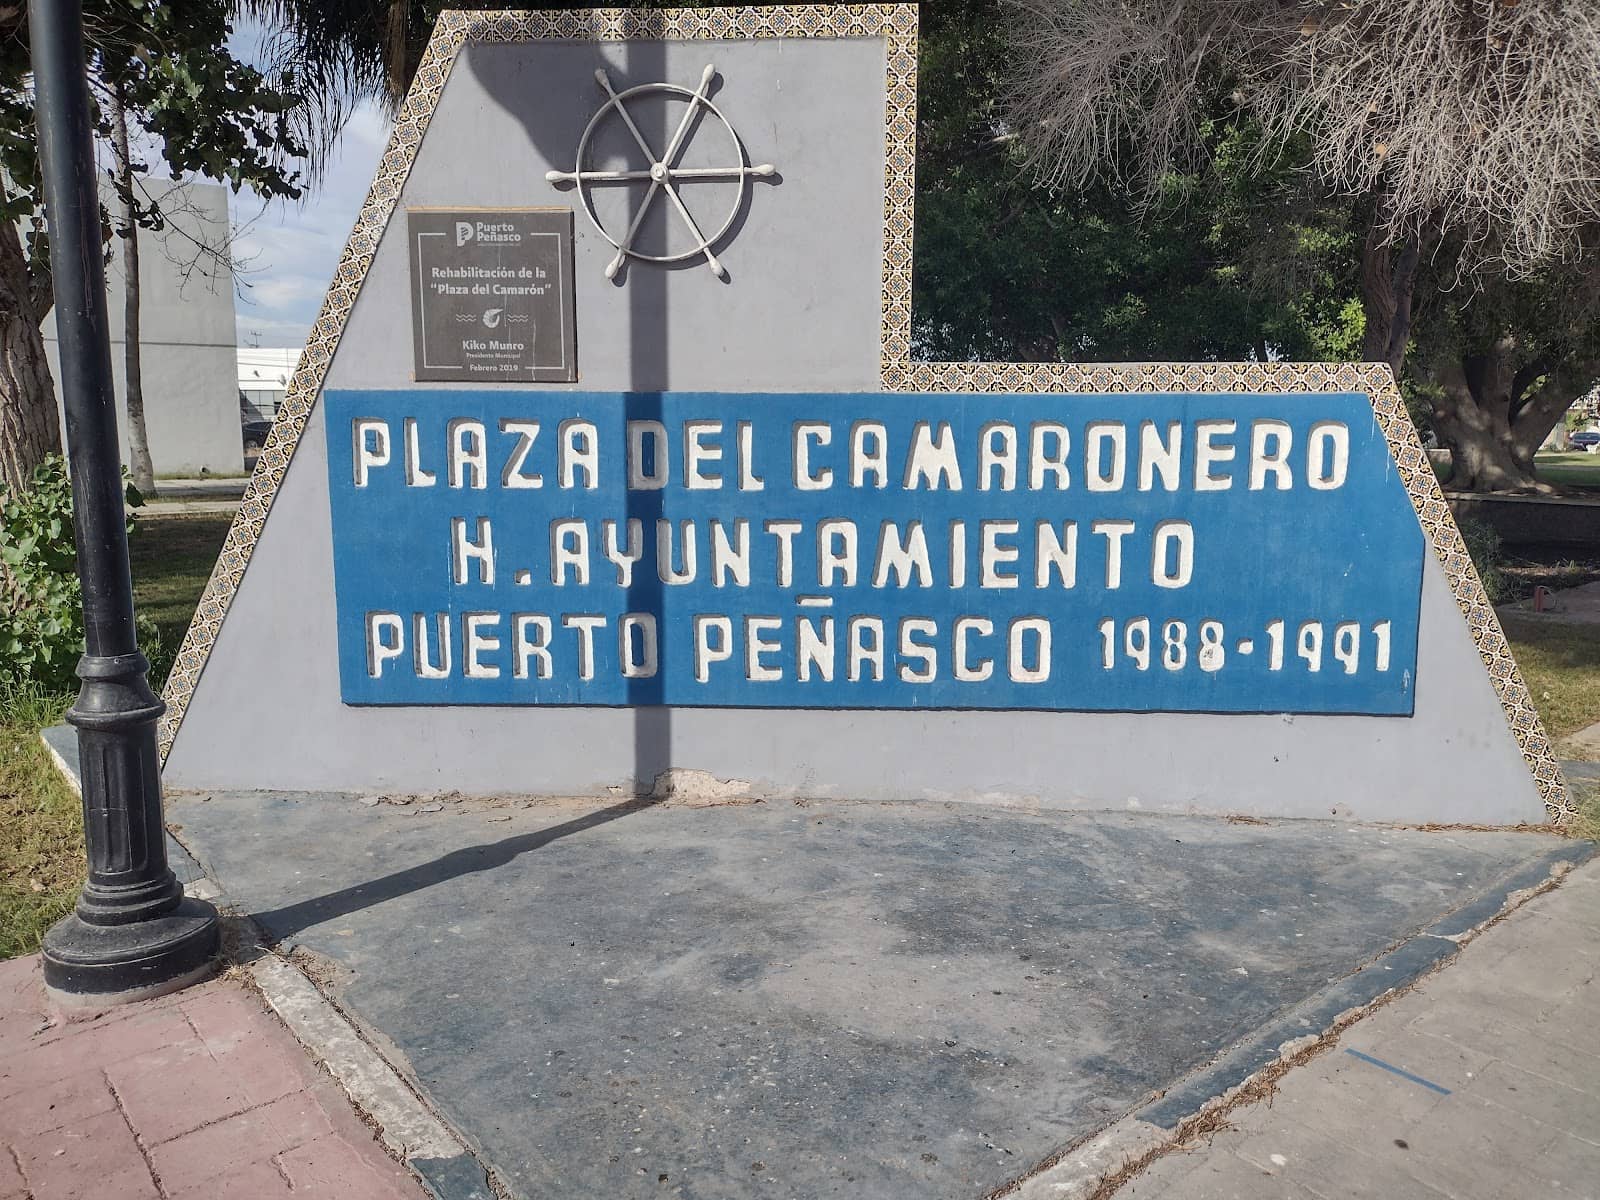 Puerto
Peñasco
Rehabilitación de la
"Plaza del Camarón"
Kiko Munro
Presidente Municipal
Febrero 2019
PLAZA DEL CAMARONERO
H. AYUNTAMIENTO
PUERTO PEÑASCO 1988-1991